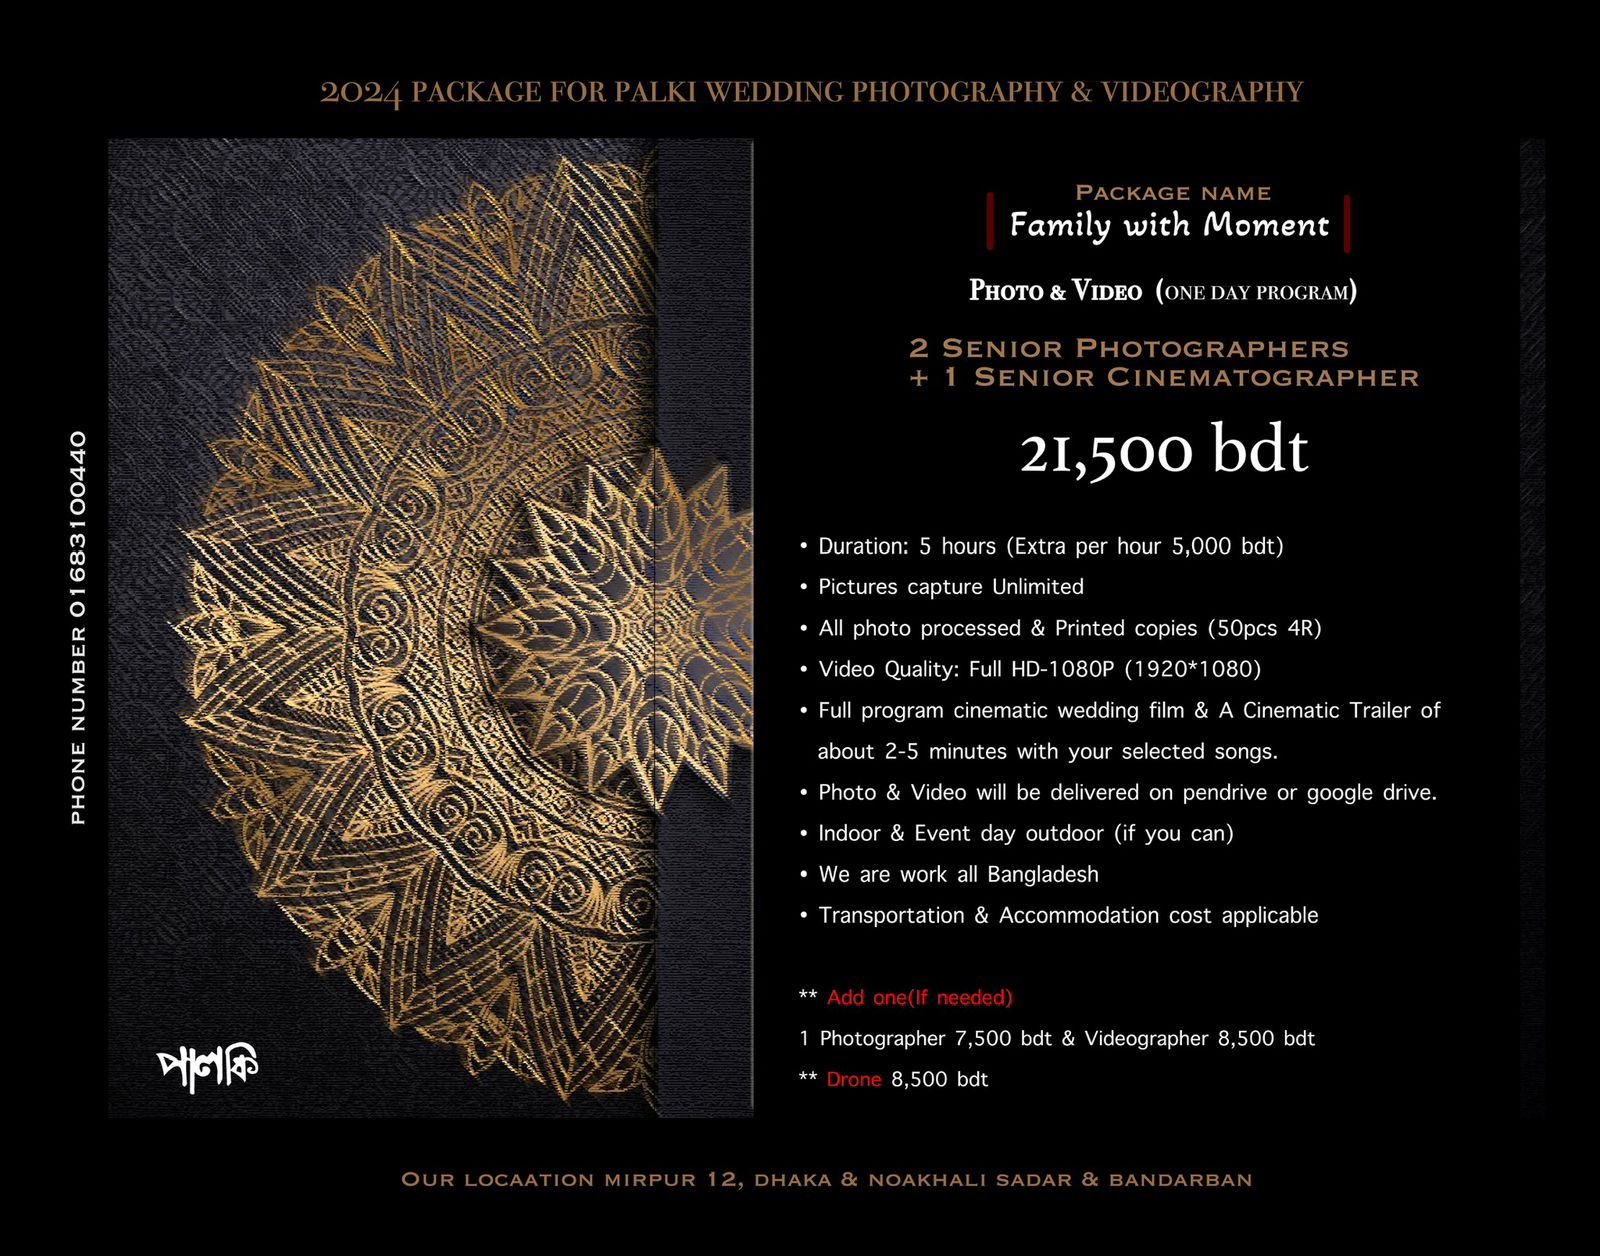 2024 PACKAGE FOR PALKI WEDDING PHOTOGRAPHY & VIDEOGRAPHY
PHONE NUMBER 01683100440
পালকি
PACKAGE NAME
Family with Moment
PHOTO & VIDEO (ONE DAY PROGRAM)
2 SENIOR PHOTOGRAPHERS
+ 1 SENIOR CINEMATOGRAPHER
21,500 bdt
• Duration: 5 hours (Extra per hour 5,000 bdt)
• Pictures capture Unlimited
• All photo processed & Printed copies (50pcs 4R)
• Video Quality: Full HD-1080P (1920*1080)
• Full program cinematic wedding film & A Cinematic Trailer of
about 2-5 minutes with your selected songs.
• Photo & Video will be delivered on pendrive or google drive.
• Indoor & Event day outdoor (if you can)
• We are work all Bangladesh
• Transportation & Accommodation cost applicable
** Add one(If needed)
1 Photographer 7,500 bdt & Videographer 8,500 bdt
** Drone 8,500 bdt
OUR LOCAATION MIRPUR 12, DHAKA & NOAKHALI SADAR & BANDARBAN